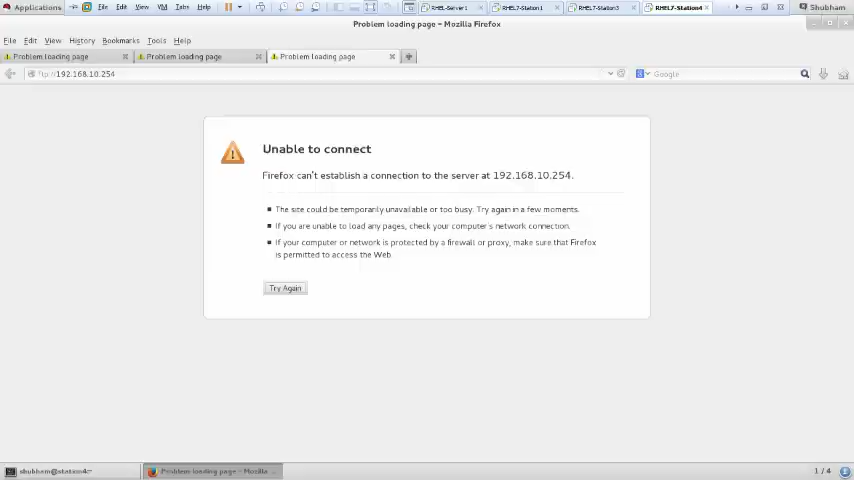 Applications File Edit View VM Tabs Help RHEL-Server1 RHEL7-Station1 RHEL7-Station3 RHEL7-Station4 Shubham
Problem loading page - Mozilla Firefox
File Edit View History Bookmarks Tools Help
Problem loading page Problem loading page Problem loading page
ftp://192.168.10.254 Google
Unable to connect
Firefox can't establish a connection to the server at 192.168.10.254.
The site could be temporarily unavailable or too busy. Try again in a few moments.
If you are unable to load any pages, check your computer's network connection.
If your computer or network is protected by a firewall or proxy, make sure that Firefox
is permitted to access the Web.
Try Again
shubham@station4:~ Problem loading page - Mozilla ... 1 / 4